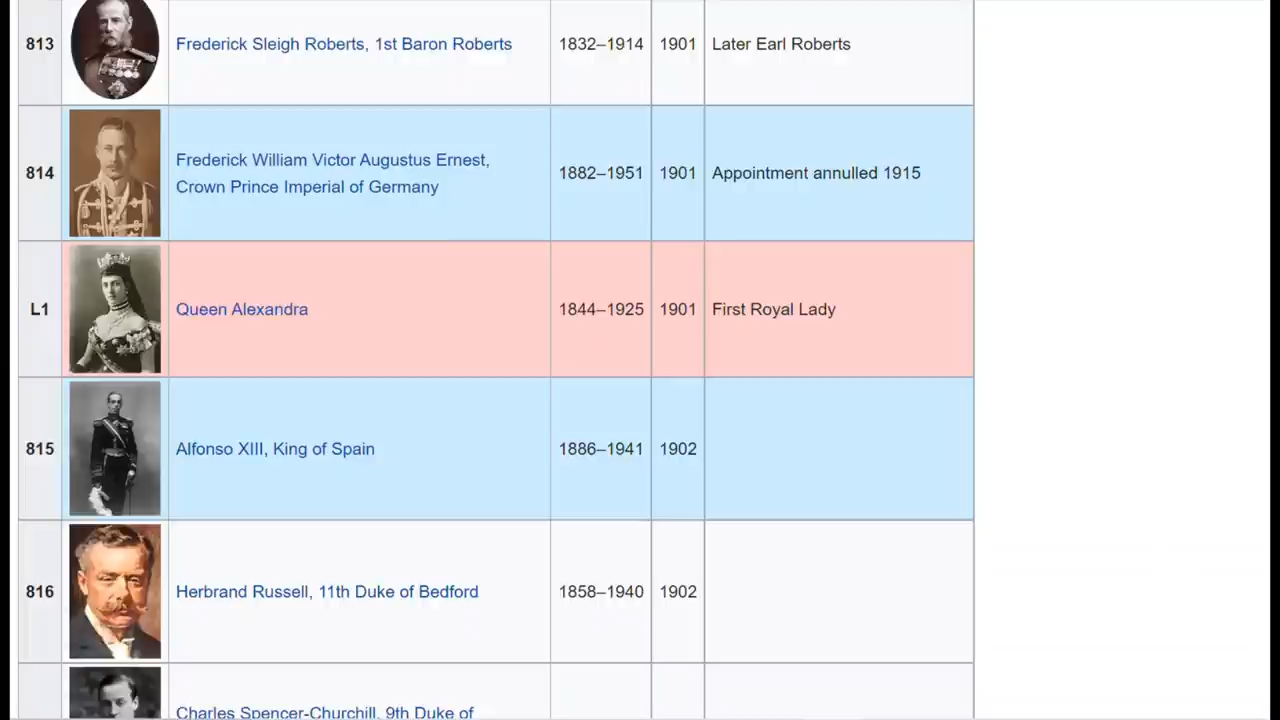 813 Frederick Sleigh Roberts, 1st Baron Roberts 1832–1914 1901 Later Earl Roberts
814 Frederick William Victor Augustus Ernest,
Crown Prince Imperial of Germany 1882–1951 1901 Appointment annulled 1915
L1 Queen Alexandra 1844–1925 1901 First Royal Lady
815 Alfonso XIII, King of Spain 1886–1941 1902
816 Herbrand Russell, 11th Duke of Bedford 1858–1940 1902
Charles Spencer-Churchill, 9th Duke of